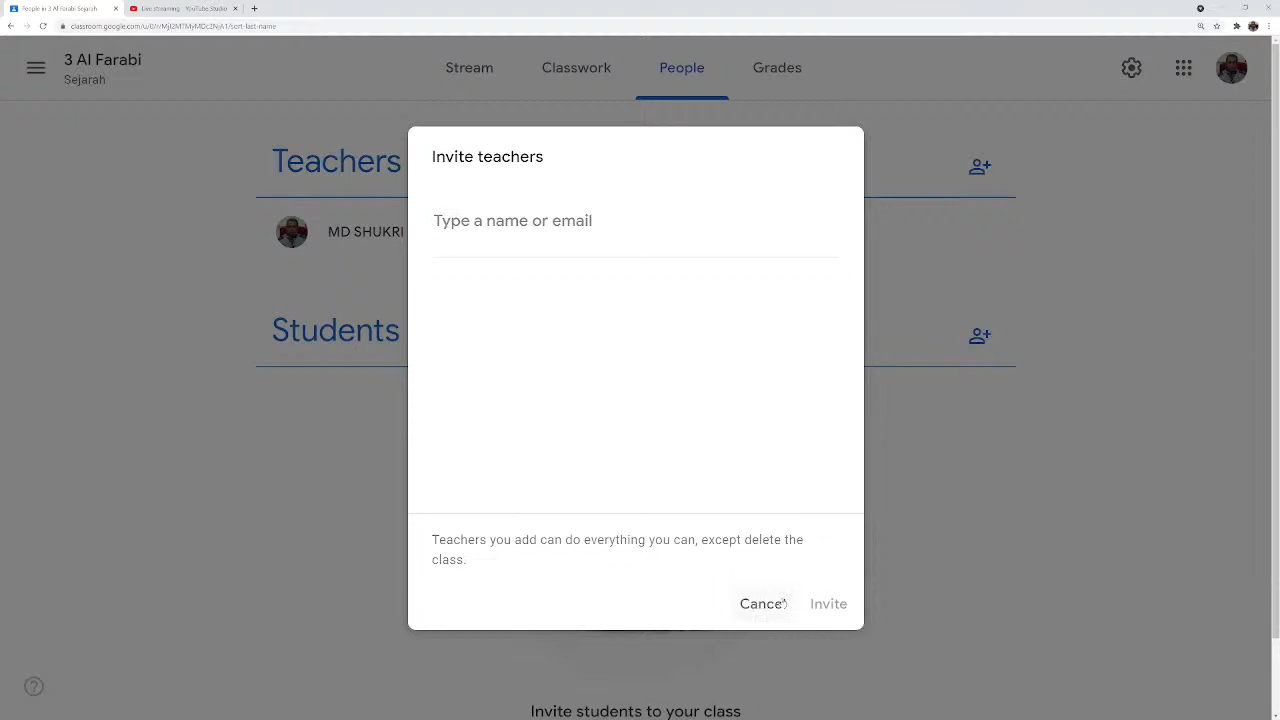 People in 3 Al Farabi Sejarah
Live streaming - YouTube Studio
classroom.google.com/u/0/r/MjI2MTMyMDc2NjA1/sort-last-name
3 Al Farabi
Sejarah
Stream
Classwork
People
Grades
Invite teachers
Teachers
Type a name or email
MD SHUKRI
Students
Teachers you add can do everything you can, except delete the
class.
Cancel
Invite
Invite students to your class